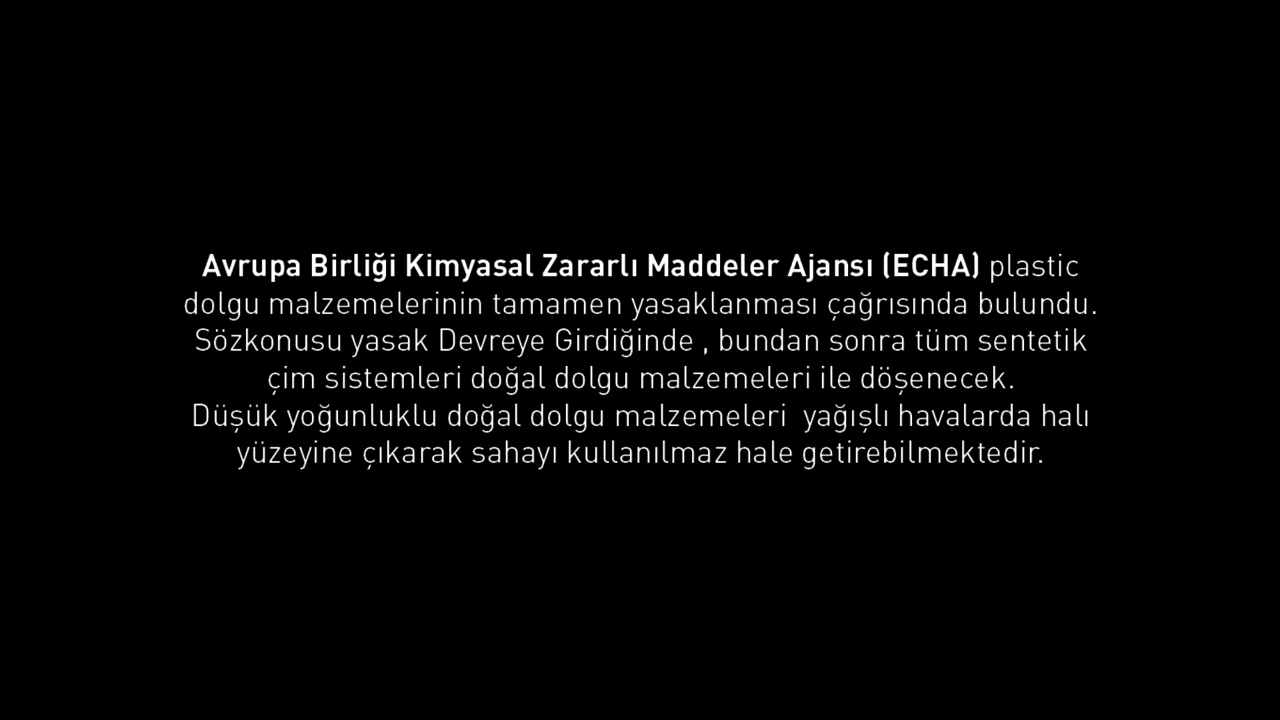 Avrupa Birliği Kimyasal Zararlı Maddeler Ajansı (ECHA) plastic
dolgu malzemelerinin tamamen yasaklanması çağrısında bulundu.
Sözkonusu yasak Devreye Girdiğinde , bundan sonra tüm sentetik
çim sistemleri doğal dolgu malzemeleri ile döşenecek.
Düşük yoğunluklu doğal dolgu malzemeleri  yağışlı havalarda halı
yüzeyine çıkarak sahayı kullanılmaz hale getirebilmektedir.